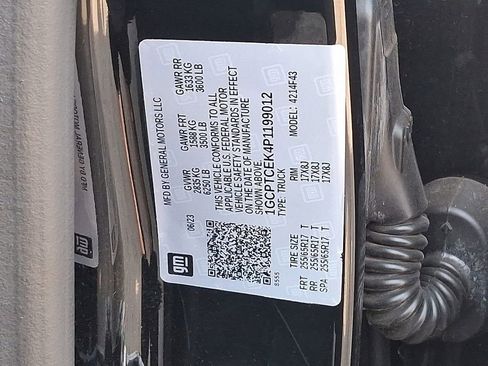 MFD BY GENERAL MOTORS LLC
06/23
GVWR GAWR FRT GAWR RR
2835 KG 1588 KG 1633 KG
6250 LB 3500 LB 3600 LB
THIS VEHICLE CONFORMS TO ALL
APPLICABLE U.S. FEDERAL MOTOR
VEHICLE SAFETY STANDARDS IN EFFECT
ON THE DATE OF MANUFACTURE
SHOWN ABOVE.
1GCPTCEK4P1199012
TYPE: TRUCK MODEL: 4214F43
gm
8555
TIRE SIZE RIM
FRT 255/65R17 T 17X8J
RR 255/65R17 T 17X8J
SPA 255/65R17 T 17X8J
gm